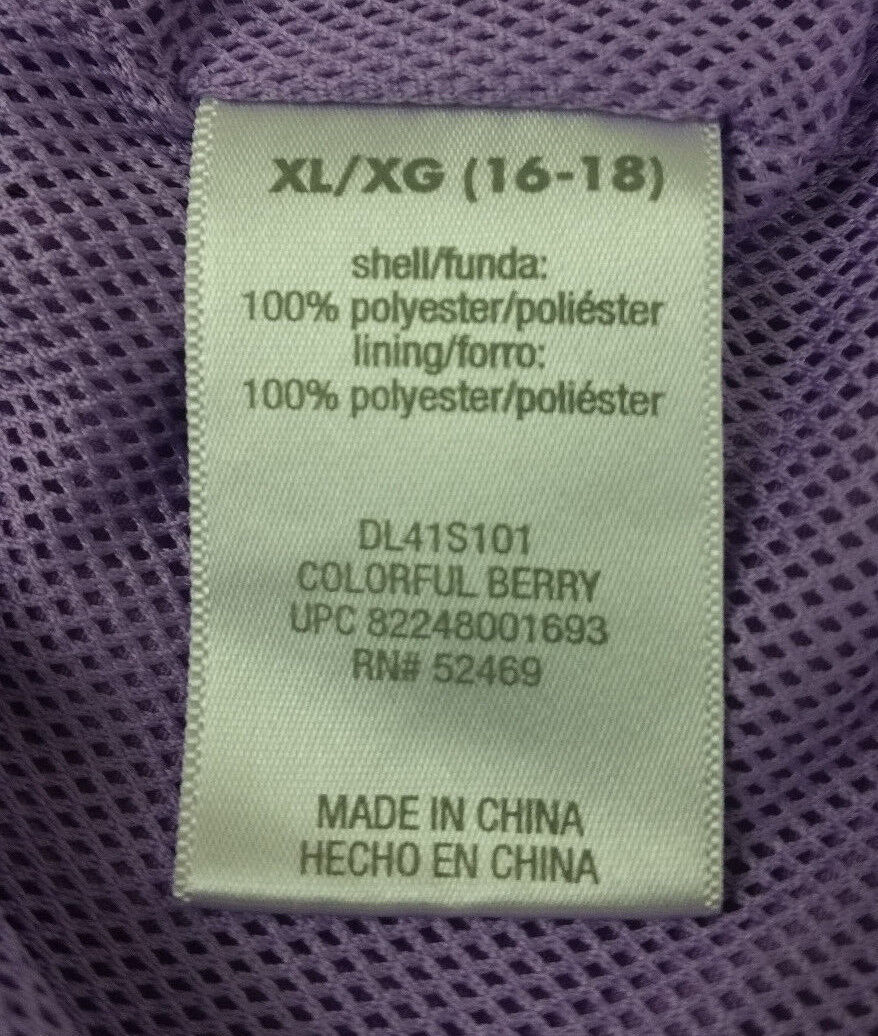 XL/XG (16-18)
shell/funda:
100% polyester/poliéster
lining/forro:
100% polyester/poliéster
DL41S101
COLORFUL BERRY
UPC 82248001693
RN# 52469
MADE IN CHINA
HECHO EN CHINA